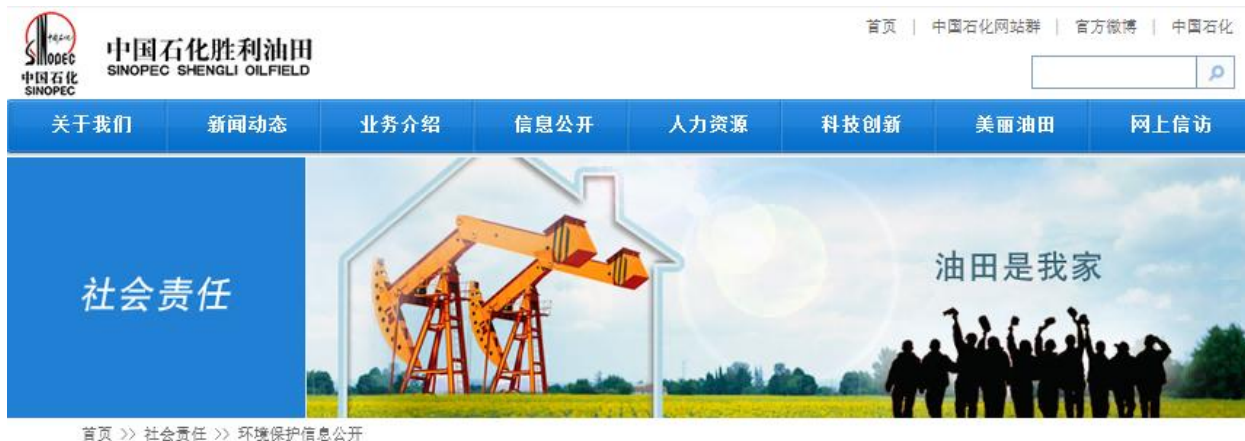 首页 | 中国石化网站群 | 官方微博 | 中国石化
SINOPEC
中国石化
SINOPEC
中国石化胜利油田
SINOPEC SHENGLI OILFIELD
关于我们 新闻动态 业务介绍 信息公开 人力资源 科技创新 美丽油田 网上信访
社会责任
油田是我家
首页 >> 社会责任 >> 环境保护信息公开